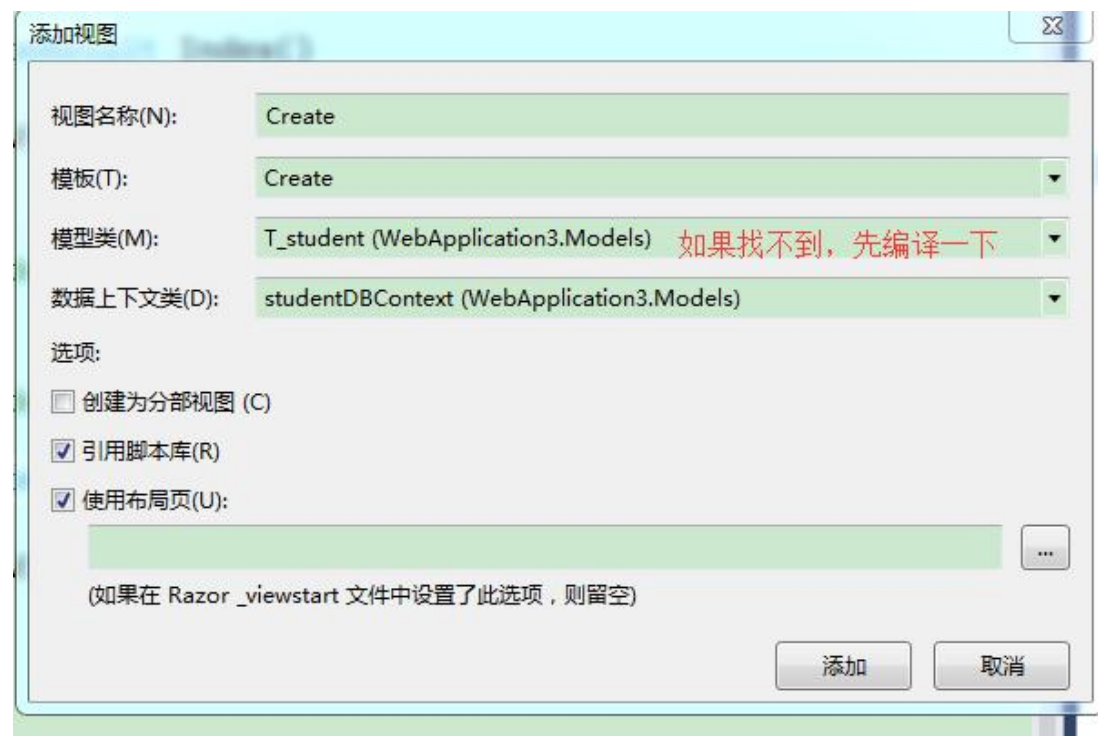 添加视图
Index()
视图名称(N):
Create
模板(T):
Create
模型类(M):
T_student (WebApplication3.Models) 如果找不到，先编译一下
数据上下文类(D):
studentDBContext (WebApplication3.Models)
选项:
创建为分部视图 (C)
引用脚本库(R)
使用布局页(U):
...
(如果在 Razor _viewstart 文件中设置了此选项，则留空)
添加
取消